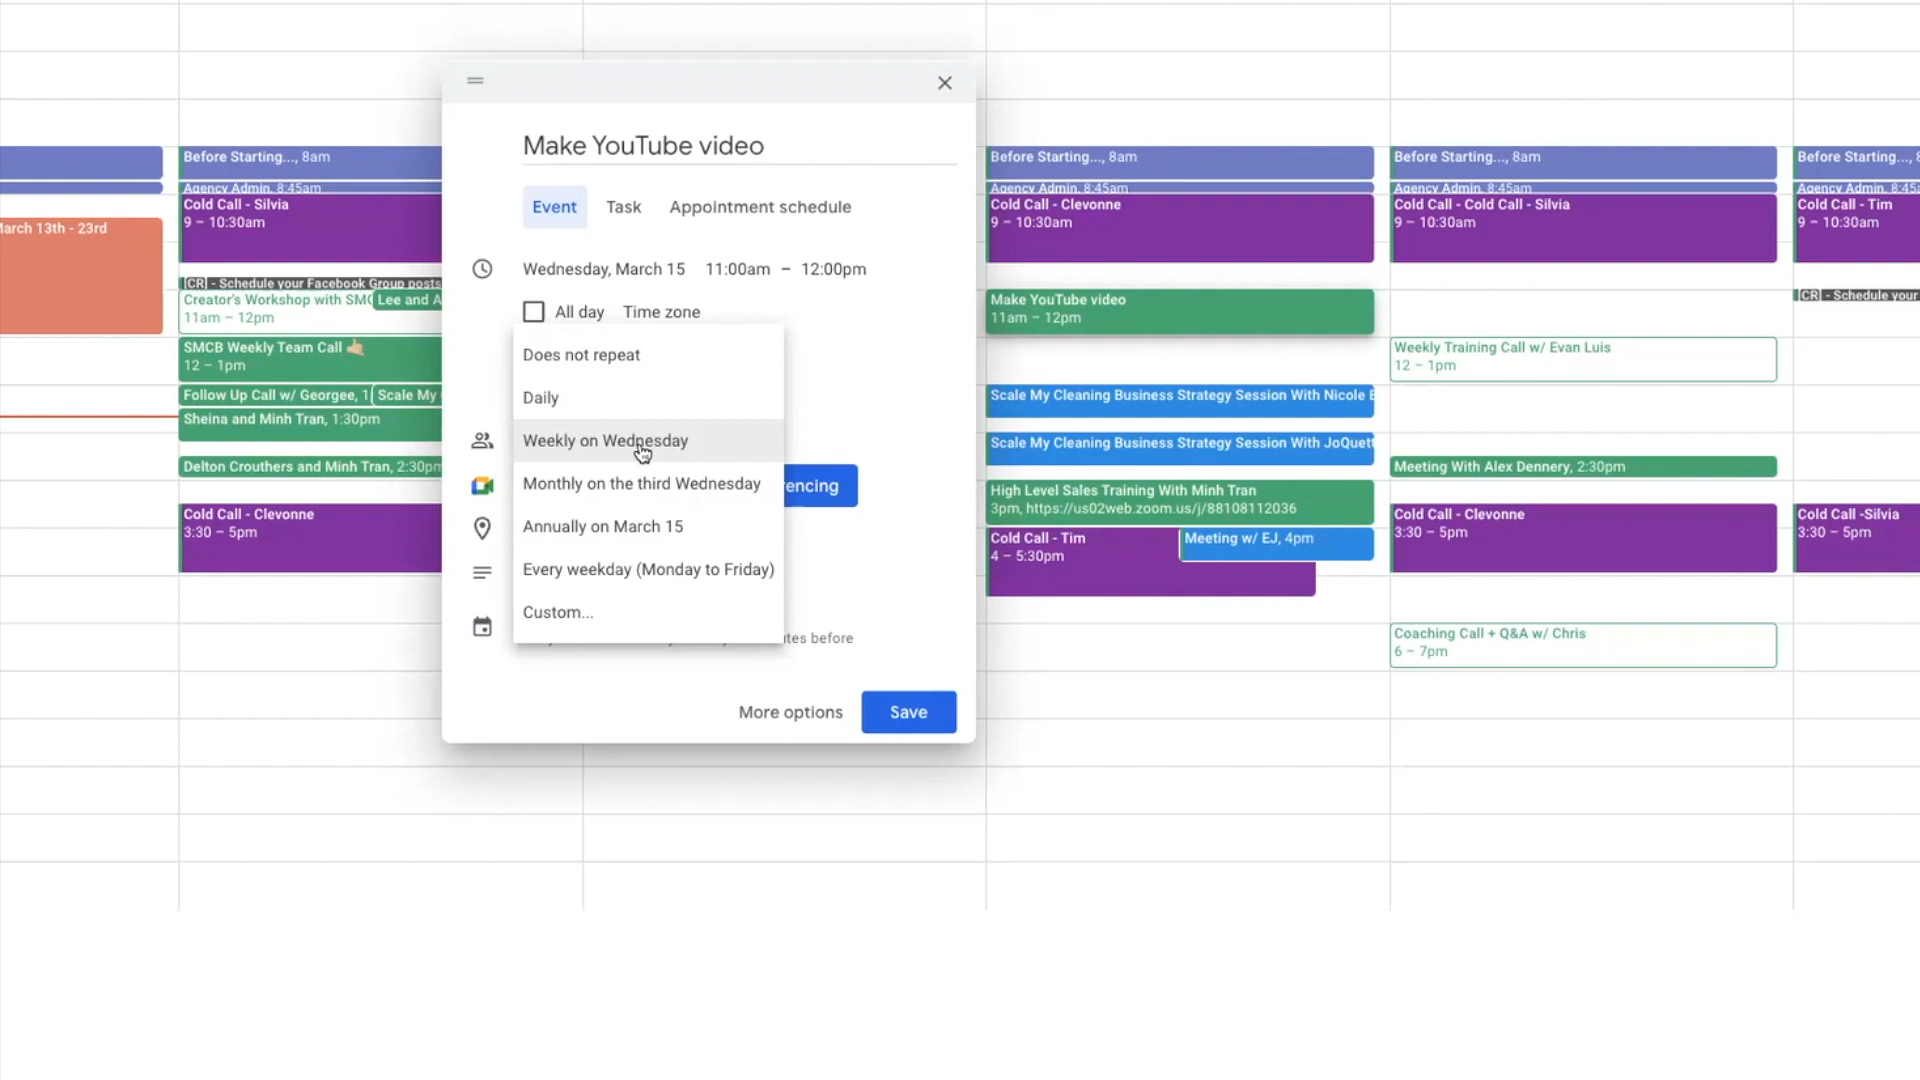 March 13th - 23rd
Before Starting..., 8am
Agency Admin, 8:45am
Cold Call - Silvia
9 – 10:30am
[CR] - Schedule your Facebook Group posts
Creator's Workshop with SMC
11am – 12pm
Lee and A
SMCB Weekly Team Call 🤙
12 – 1pm
Follow Up Call w/ Georgee, 1
Scale My
Sheina and Minh Tran, 1:30pm
Delton Crouthers and Minh Tran, 2:30pm
Cold Call - Clevonne
3:30 – 5pm
Make YouTube video
Event Task Appointment schedule
Wednesday, March 15 11:00am – 12:00pm
All day Time zone
Does not repeat
Daily
Weekly on Wednesday
Monthly on the third Wednesday
Annually on March 15
Every weekday (Monday to Friday)
Custom...
rencing
tes before
More options Save
Before Starting..., 8am
Agency Admin, 8:45am
Cold Call - Clevonne
9 – 10:30am
Make YouTube video
11am – 12pm
Scale My Cleaning Business Strategy Session With Nicole
Scale My Cleaning Business Strategy Session With JoQuett
High Level Sales Training With Minh Tran
3pm, https://us02web.zoom.us/j/88108112036
Cold Call - Tim
4 – 5:30pm
Meeting w/ EJ, 4pm
Before Starting..., 8am
Agency Admin, 8:45am
Cold Call - Cold Call - Silvia
9 – 10:30am
Weekly Training Call w/ Evan Luis
12 – 1pm
Meeting With Alex Dennery, 2:30pm
Cold Call - Clevonne
3:30 – 5pm
Coaching Call + Q&A w/ Chris
6 – 7pm
Before Starting...,
Agency Admin, 8:45a
Cold Call - Tim
9 – 10:30am
[CR] - Schedule your
Cold Call -Silvia
3:30 – 5pm